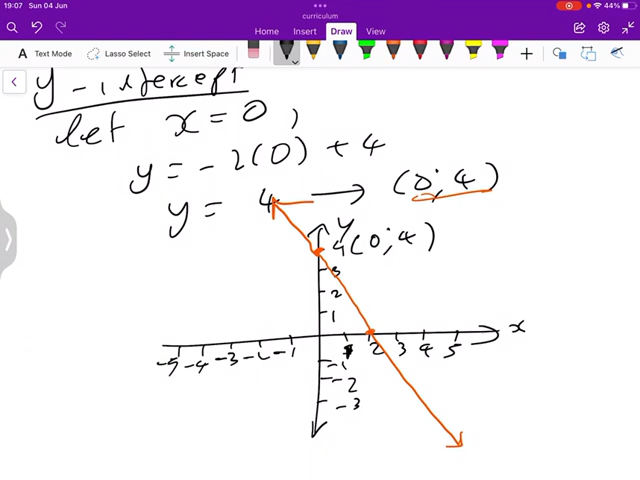 19:07 Sun 04 Jun
44%
curriculum
Home Insert Draw View
Text Mode Lasso Select Insert Space
y-intercept
let x = 0,
y = -2(0) + 4
y = 4 → (0;4)
y
4 (0;4)
3
2
1
x
-5 -4 -3 -2 -1 1 2 3 4 5
-1
-2
-3